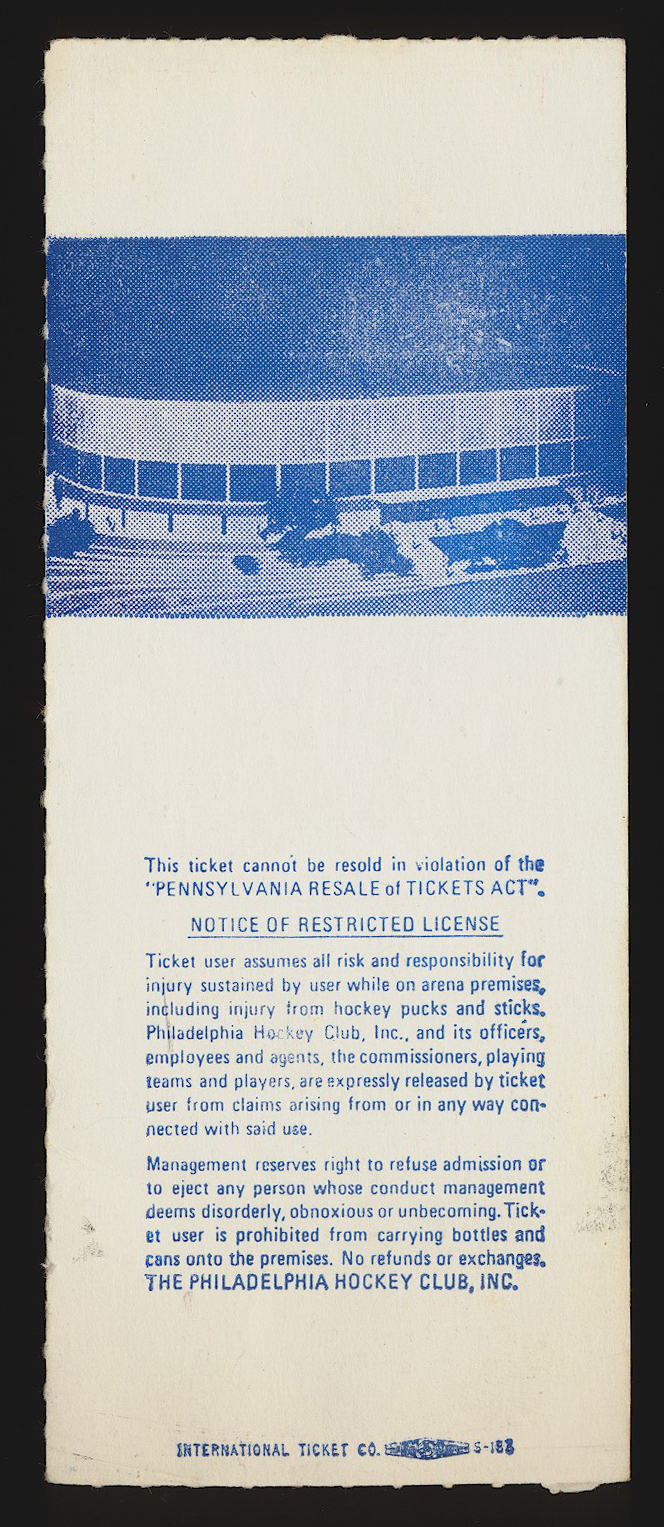 This ticket cannot be resold in violation of the
"PENNSYLVANIA RESALE of TICKETS ACT".
NOTICE OF RESTRICTED LICENSE
Ticket user assumes all risk and responsibility for
injury sustained by user while on arena premises,
including injury from hockey pucks and sticks.
Philadelphia Hockey Club, Inc., and its officers,
employees and agents, the commissioners, playing
teams and players, are expressly released by ticket
user from claims arising from or in any way con-
nected with said use.
Management reserves right to refuse admission or
to eject any person whose conduct management
deems disorderly, obnoxious or unbecoming. Tick-
et user is prohibited from carrying bottles and
cans onto the premises. No refunds or exchanges.
THE PHILADELPHIA HOCKEY CLUB, INC.
INTERNATIONAL TICKET CO.